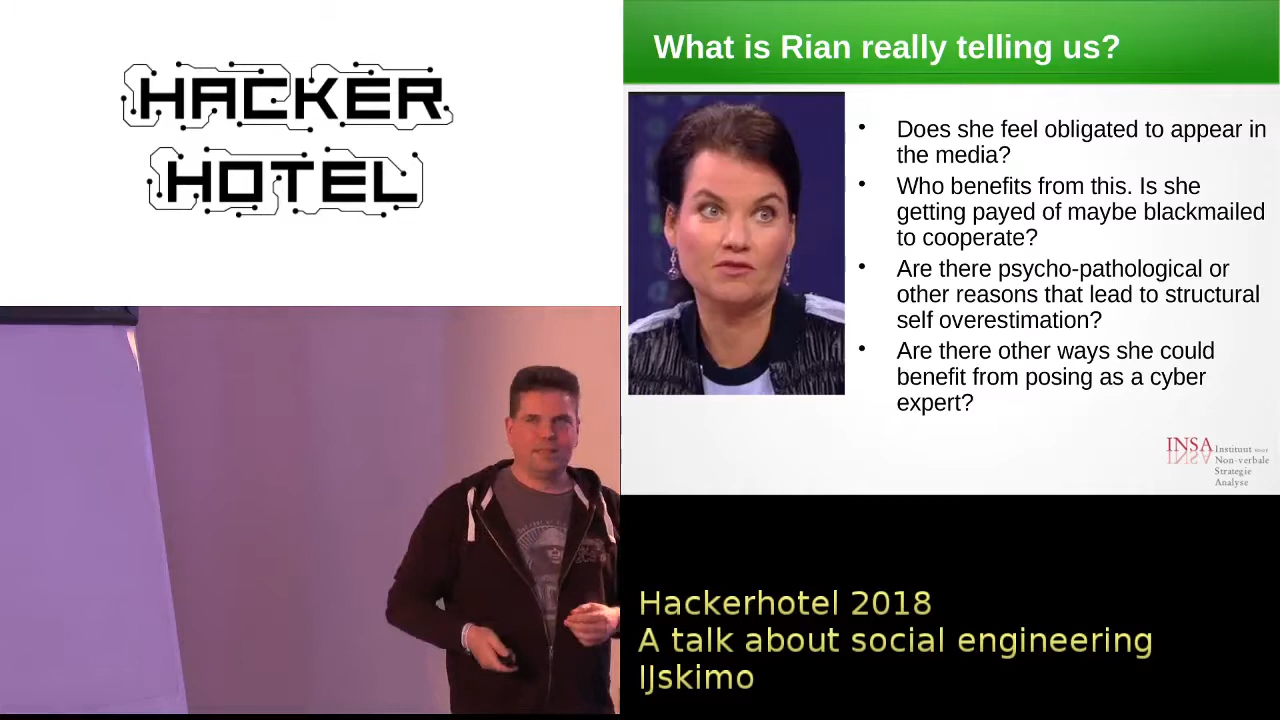 HACKER
HOTEL
What is Rian really telling us?
• Does she feel obligated to appear in
the media?
• Who benefits from this. Is she
getting payed of maybe blackmailed
to cooperate?
• Are there psycho-pathological or
other reasons that lead to structural
self overestimation?
• Are there other ways she could
benefit from posing as a cyber
expert?
INSA Instituut voor
Non-verbale
Strategie
Analyse
Hackerhotel 2018
A talk about social engineering
IJskimo